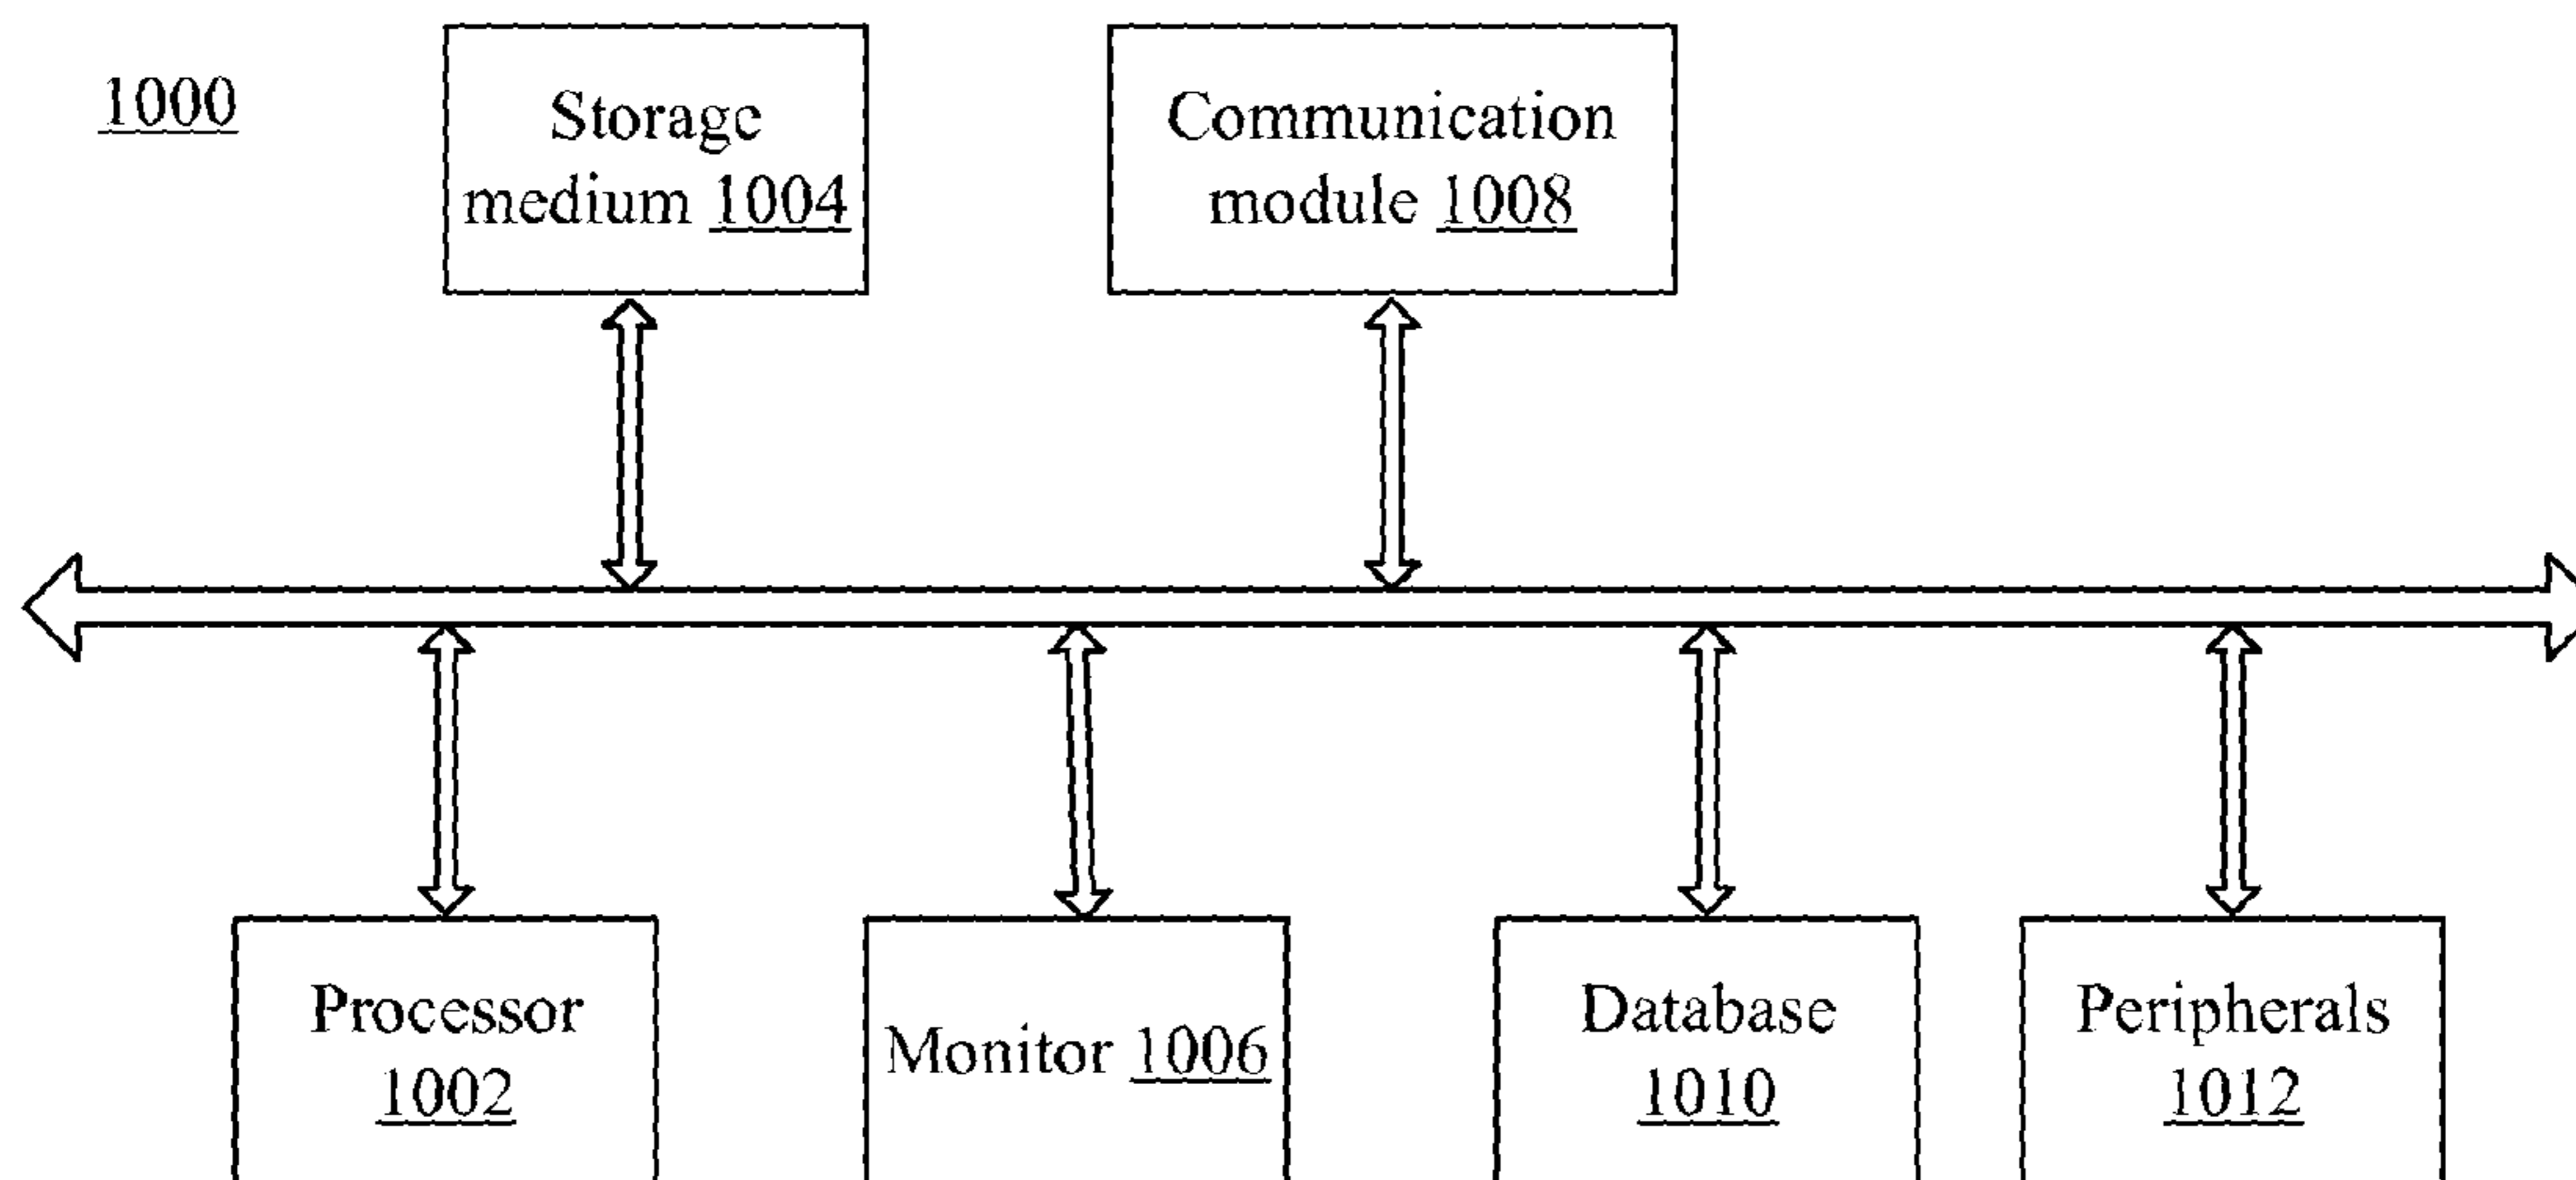 1000
Storage
medium 1004
Communication
module 1008
Processor
1002
Monitor 1006
Database
1010
Peripherals
1012